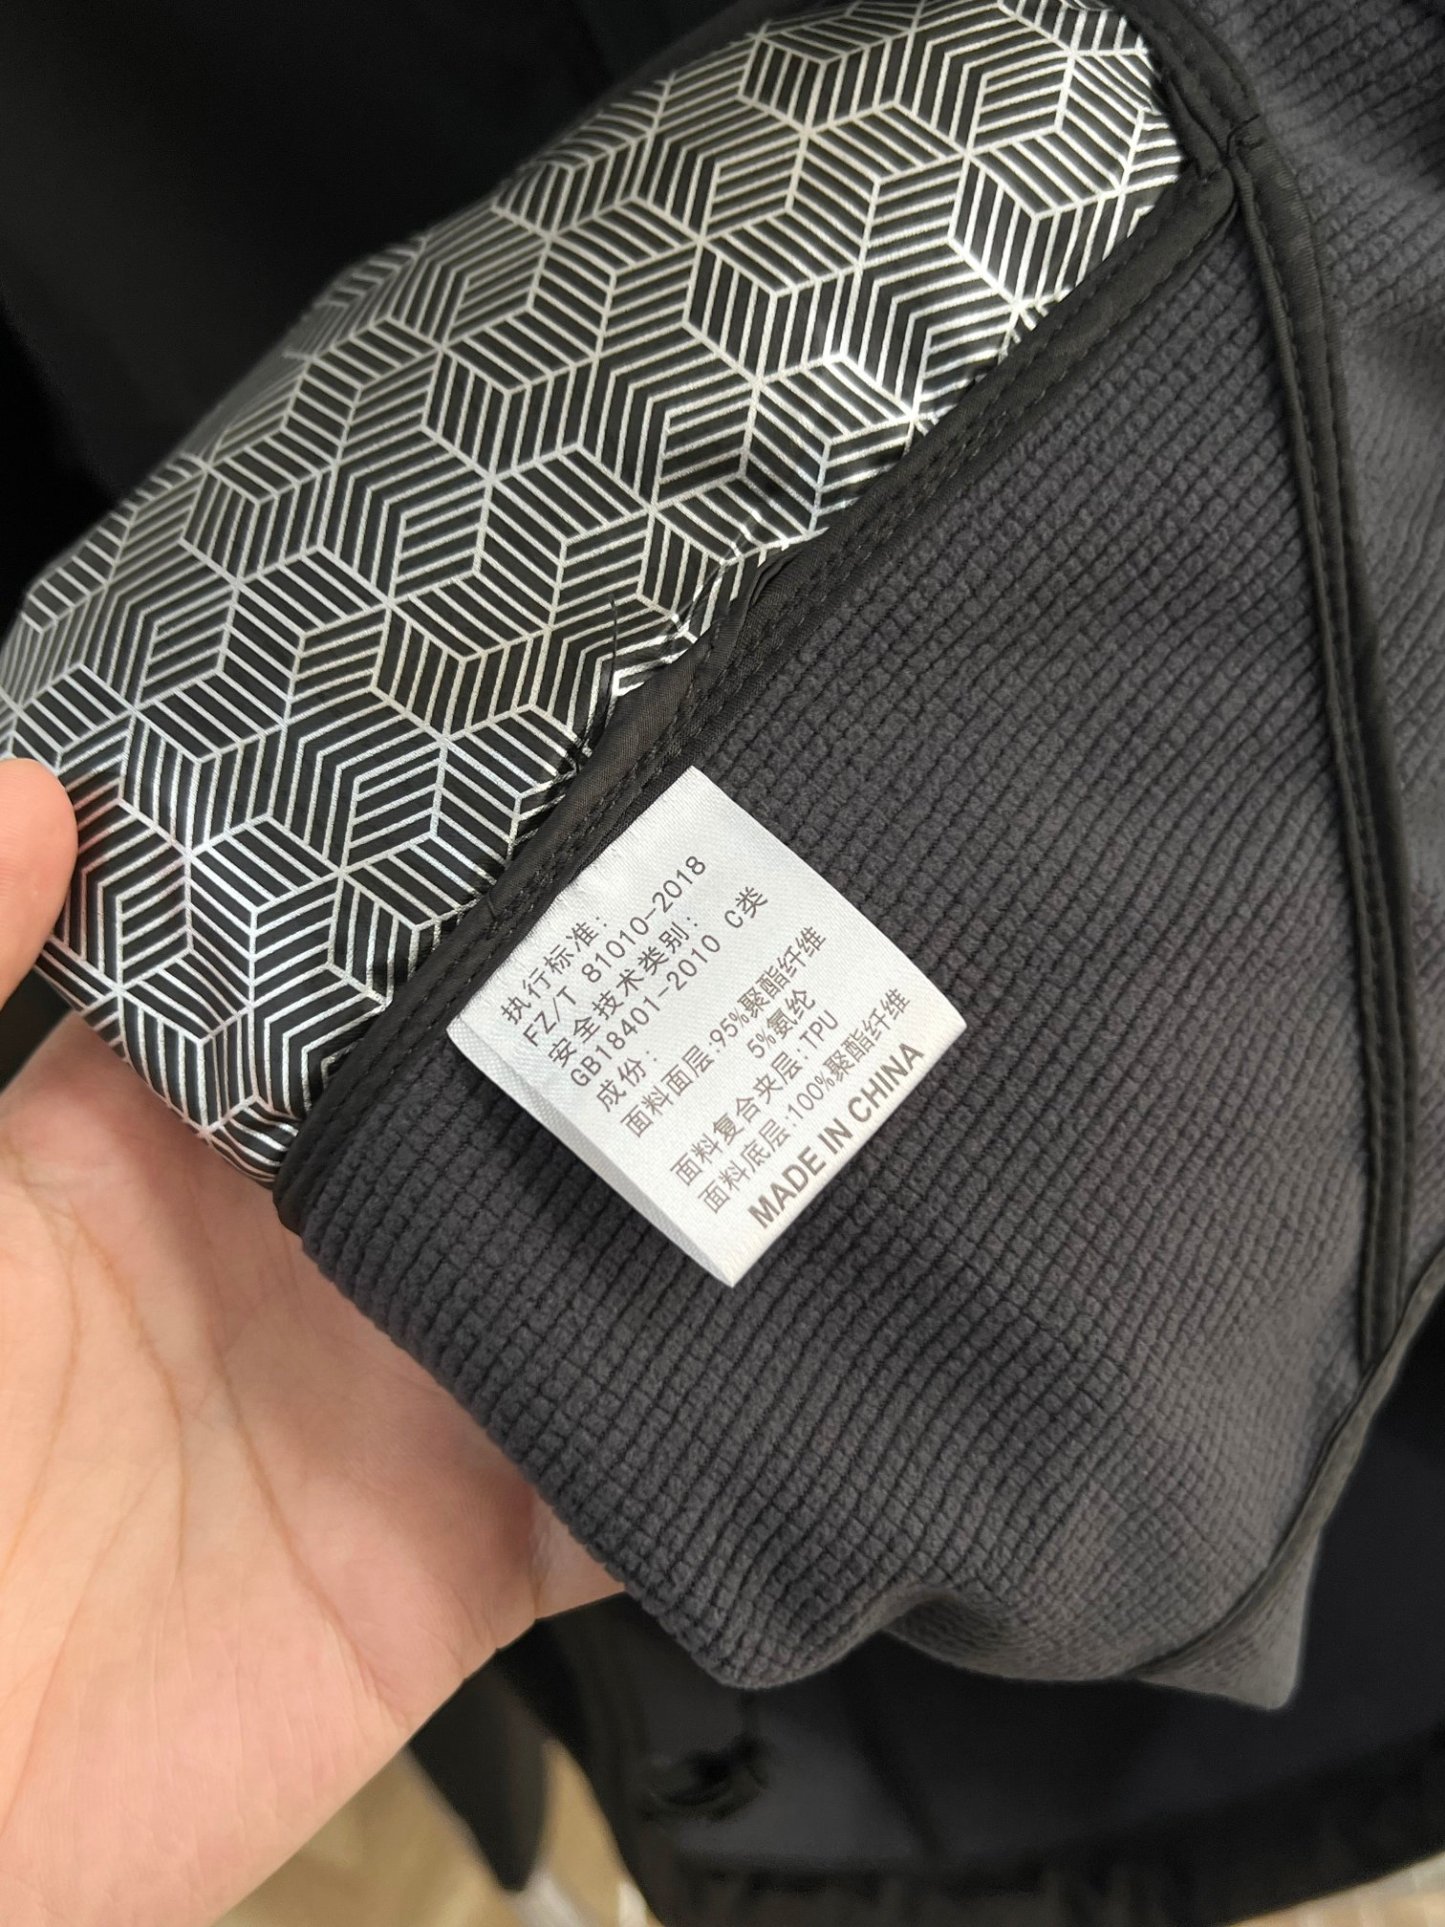 执行标准:
FZ/T 81010-2018
安全技术类别:
GB18401-2010 C类
成份:
面料面层:95%聚酯纤维
5%氨纶
面料复合夹层:TPU
面料底层:100%聚酯纤维
MADE IN CHINA